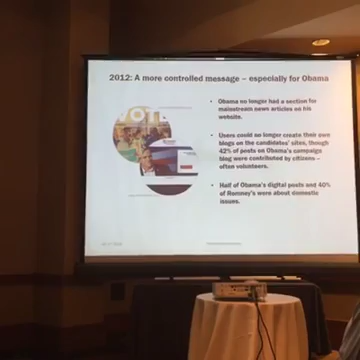 2012: A more controlled message – especially for Obama
VOTE
• Obama no longer had a section for
mainstream news articles on his
website.
• Users could no longer create their own
blogs on the candidates' sites, though
42% of posts on Obama's campaign
blog were contributed by citizens –
often volunteers.
• Half of Obama's digital posts and 40%
of Romney's were about domestic
issues.